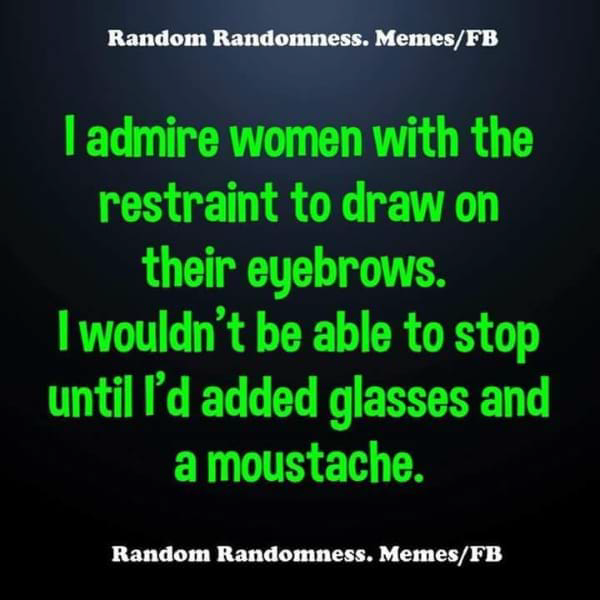 Random Randomness. Memes/FB
I admire women with the
restraint to draw on
their eyebrows.
I wouldn't be able to stop
until I'd added glasses and
a moustache.
Random Randomness. Memes/FB